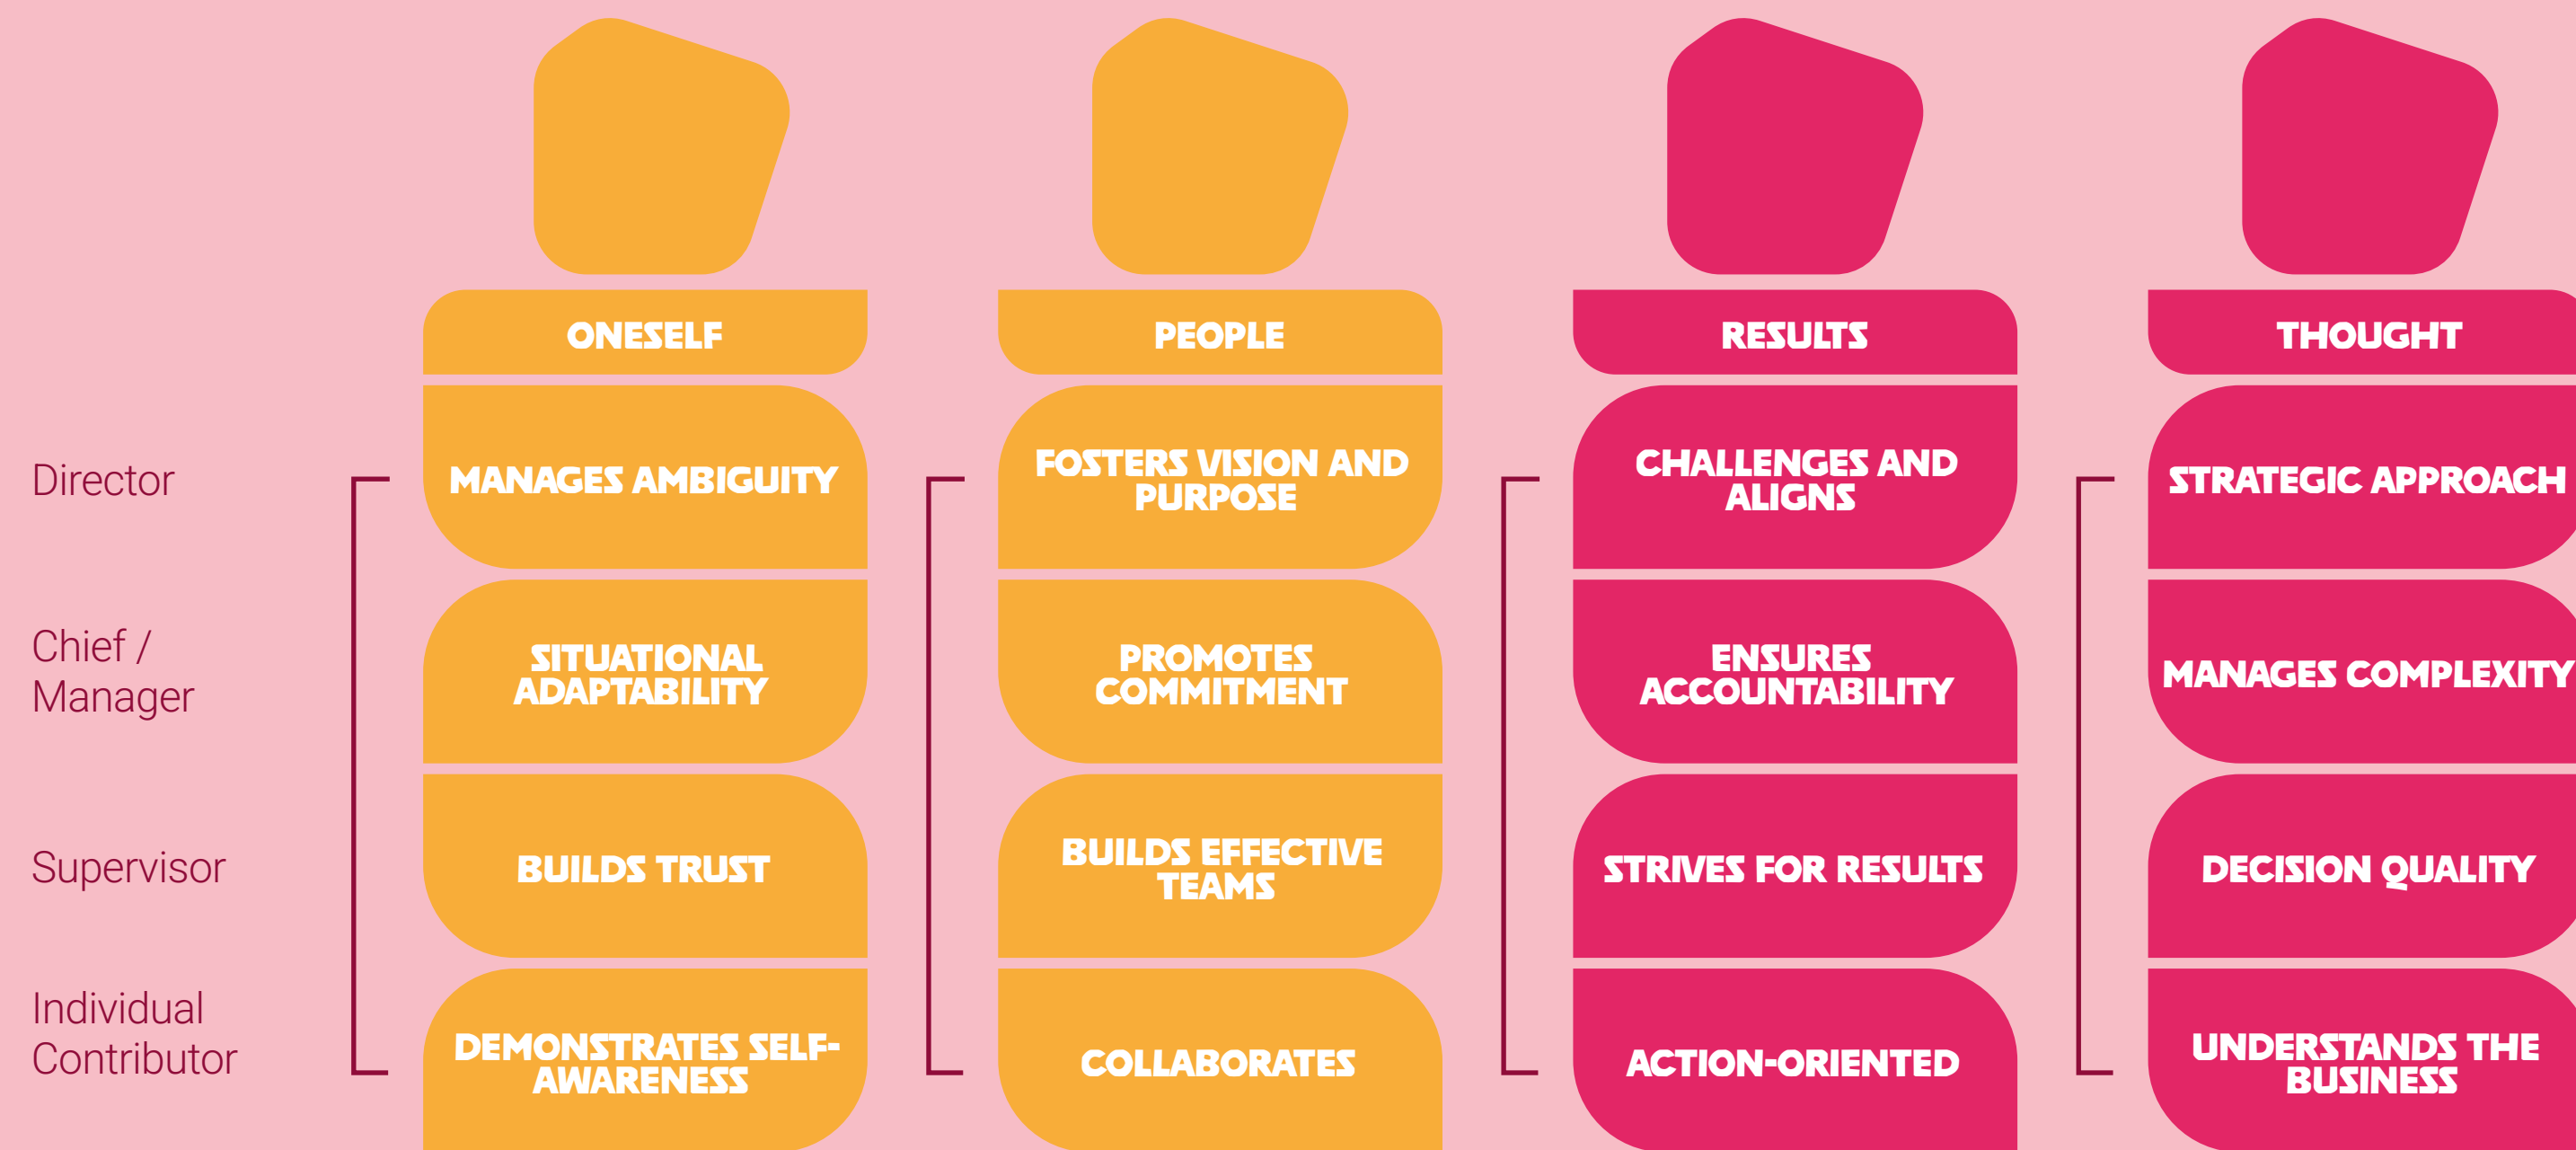 ONESELF
PEOPLE
RESULTS
THOUGHT
Director
MANAGES AMBIGUITY
FOSTERS VISION AND
PURPOSE
CHALLENGES AND
ALIGNS
STRATEGIC APPROACH
Chief /
Manager
SITUATIONAL
ADAPTABILITY
PROMOTES
COMMITMENT
ENSURES
ACCOUNTABILITY
MANAGES COMPLEXITY
Supervisor
BUILDS TRUST
BUILDS EFFECTIVE
TEAMS
STRIVES FOR RESULTS
DECISION QUALITY
Individual
Contributor
DEMONSTRATES SELF-
AWARENESS
COLLABORATES
ACTION-ORIENTED
UNDERSTANDS THE
BUSINESS